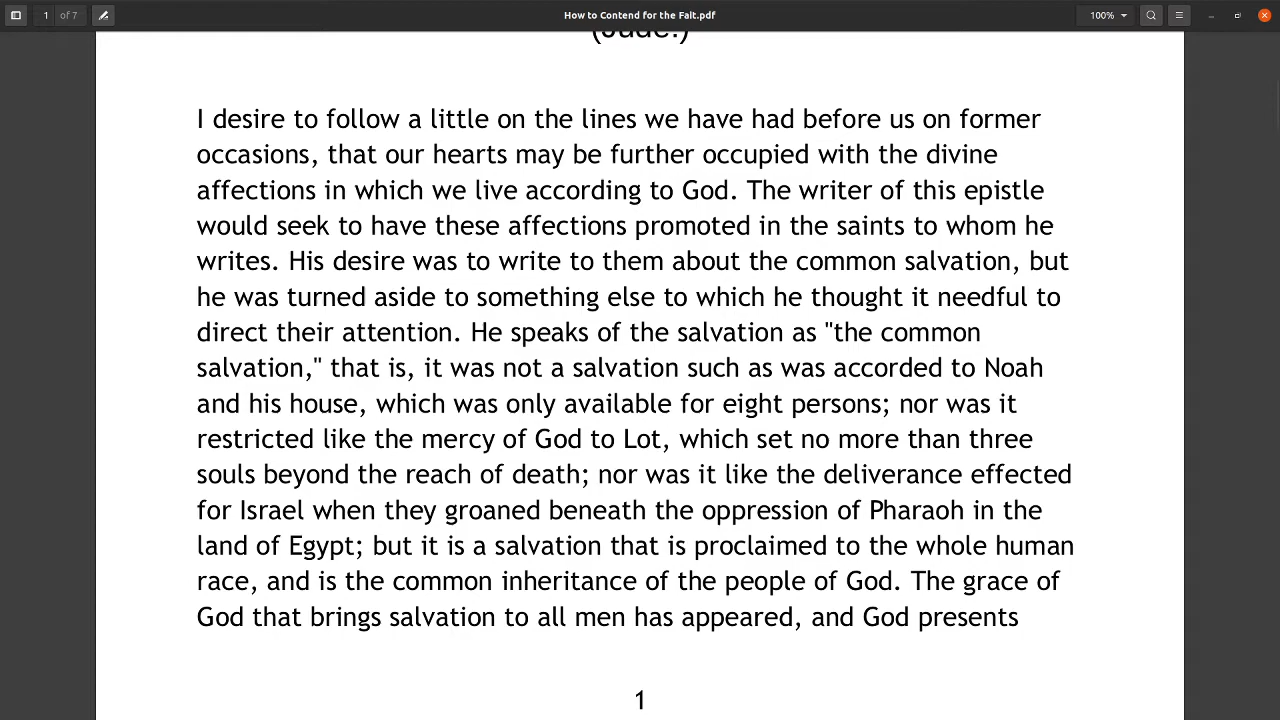 1 of 7
How to Contend for the Falt.pdf
100%
(Jude.)
I desire to follow a little on the lines we have had before us on former
occasions, that our hearts may be further occupied with the divine
affections in which we live according to God. The writer of this epistle
would seek to have these affections promoted in the saints to whom he
writes. His desire was to write to them about the common salvation, but
he was turned aside to something else to which he thought it needful to
direct their attention. He speaks of the salvation as "the common
salvation," that is, it was not a salvation such as was accorded to Noah
and his house, which was only available for eight persons; nor was it
restricted like the mercy of God to Lot, which set no more than three
souls beyond the reach of death; nor was it like the deliverance effected
for Israel when they groaned beneath the oppression of Pharaoh in the
land of Egypt; but it is a salvation that is proclaimed to the whole human
race, and is the common inheritance of the people of God. The grace of
God that brings salvation to all men has appeared, and God presents
1